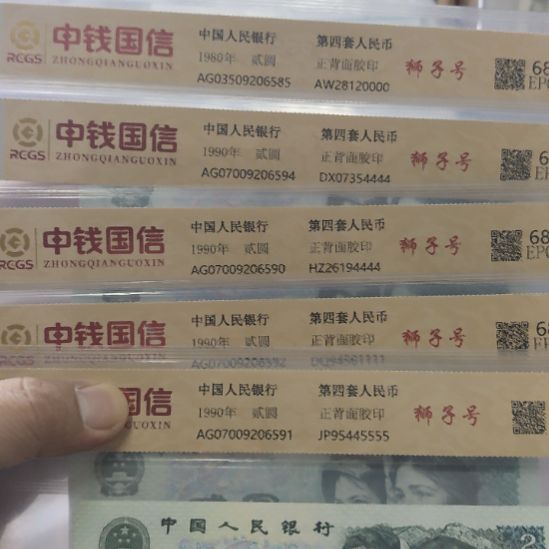 中钱国信
RCGS ZHONGQIANGUOXIN
中国人民银行 第四套人民币
1980年 贰圆 正背面胶印 狮子号
AG03509206585 AW28120000
68
EPQ
中钱国信
RCGS ZHONGQIANGUOXIN
中国人民银行 第四套人民币
1990年 贰圆 正背面胶印 狮子号
AG07009206594 DX07354444
中钱国信
RCGS ZHONGQIANGUOXIN
中国人民银行 第四套人民币
1990年 贰圆 正背面胶印 狮子号
AG07009206590 HZ26194444
68
EPQ
中钱国信
RCGS ZHONGQIANGUOXIN
中国人民银行 第四套人民币
1990年 贰圆 正背面胶印 狮子号
AG07009206592
68
国信
中国人民银行 第四套人民币
1990年 贰圆 正背面胶印 狮子号
AG07009206591 JP95445555
中国人民银行
2